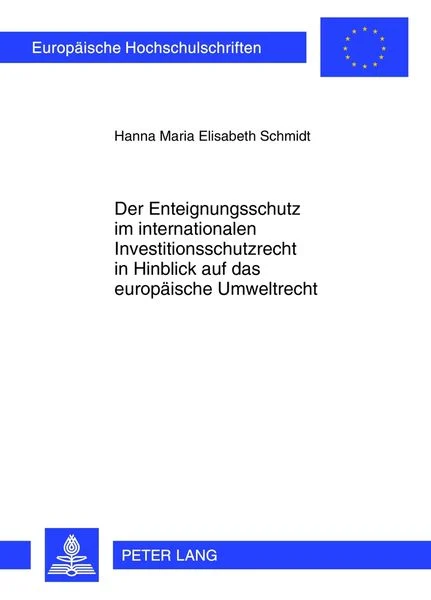 Europäische Hochschulschriften
Hanna Maria Elisabeth Schmidt
Der Enteignungsschutz
im internationalen
Investitionsschutzrecht
in Hinblick auf das
europäische Umweltrecht
PETER LANG